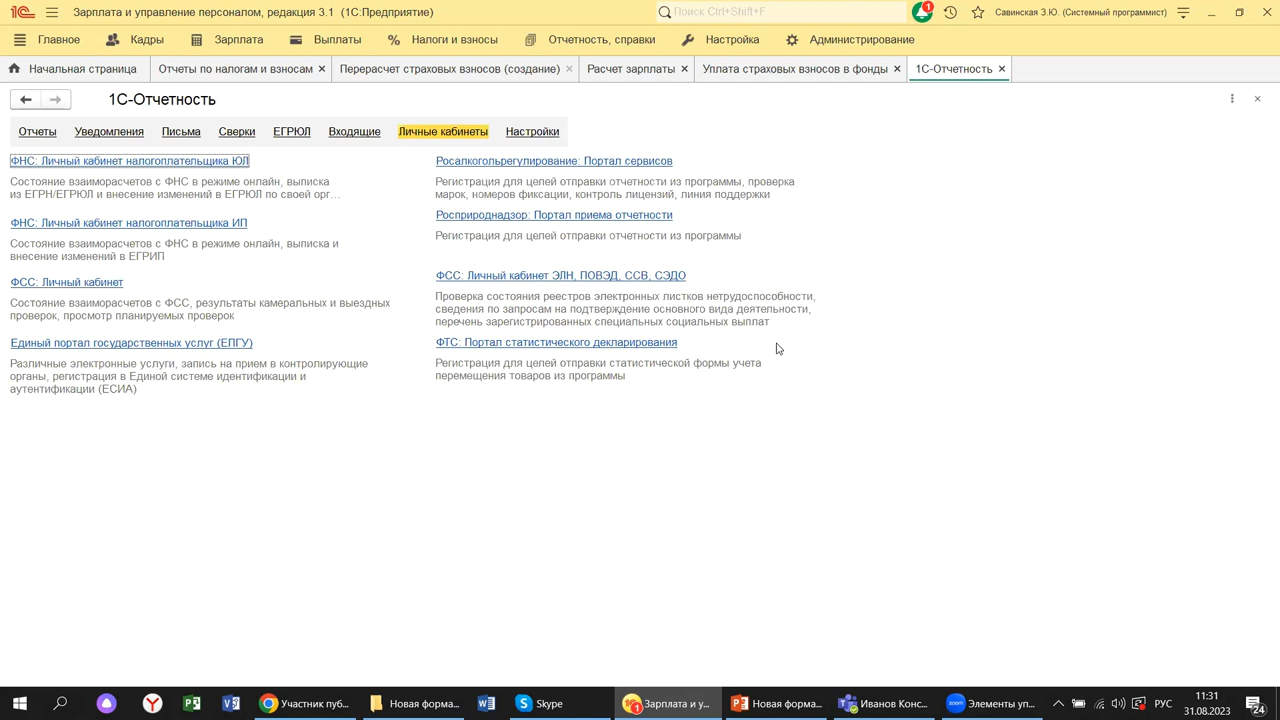 Зарплата и управление персоналом, редакция 3.1 (1С:Предприятие)
Поиск Ctrl+Shift+F
1
Савинская З.Ю. (Системный программист)
Главное
Кадры
Зарплата
Выплаты
Налоги и взносы
Отчетность, справки
Настройка
Администрирование
Начальная страница
Отчеты по налогам и взносам
Перерасчет страховых взносов (создание)
Расчет зарплаты
Уплата страховых взносов в фонды
1С-Отчетность
1С-Отчетность
Отчеты
Уведомления
Письма
Сверки
ЕГРЮЛ
Входящие
Личные кабинеты
Настройки
ФНС: Личный кабинет налогоплательщика ЮЛ
Состояние взаиморасчетов с ФНС в режиме онлайн, выписка
из ЕГРН/ЕГРЮЛ и внесение изменений в ЕГРЮЛ по своей орг...
ФНС: Личный кабинет налогоплательщика ИП
Состояние взаиморасчетов с ФНС в режиме онлайн, выписка и
внесение изменений в ЕГРИП
ФСС: Личный кабинет
Состояние взаиморасчетов с ФСС, результаты камеральных и выездных
проверок, просмотр планируемых проверок
Единый портал государственных услуг (ЕПГУ)
Различные электронные услуги, запись на прием в контролирующие
органы, регистрация в Единой системе идентификации и
аутентификации (ЕСИА)
Росалкогольрегулирование: Портал сервисов
Регистрация для целей отправки отчетности из программы, проверка
марок, номеров фиксации, контроль лицензий, линия поддержки
Росприроднадзор: Портал приема отчетности
Регистрация для целей отправки отчетности из программы
ФСС: Личный кабинет ЭЛН, ПОВЭД, ССВ, СЭДО
Проверка состояния реестров электронных листков нетрудоспособности,
сведения по запросам на подтверждение основного вида деятельности,
перечень зарегистрированных специальных социальных выплат
ФТС: Портал статистического декларирования
Регистрация для целей отправки статистической формы учета
перемещения товаров из программы
Участник пуб...
Новая форма...
Skype
Зарплата и у...
Новая форма...
Иванов Конс...
Элементы уп...
РУС
11:31
31.08.2023
24